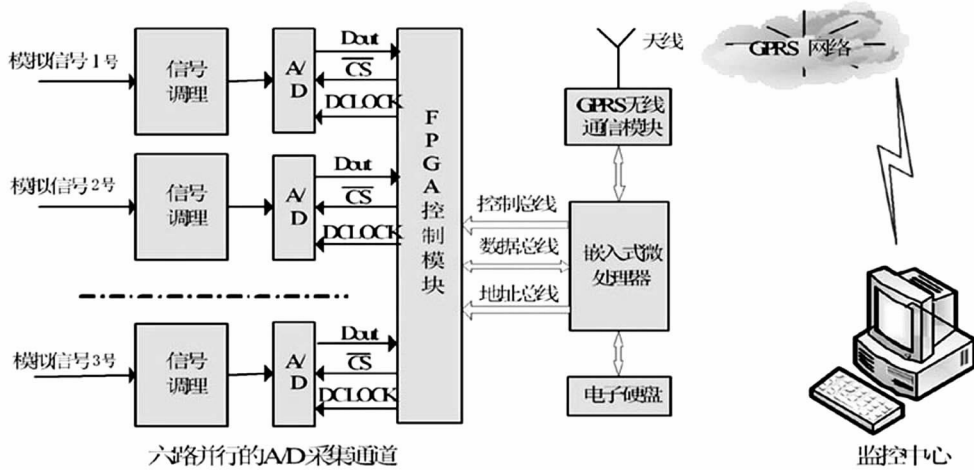 模拟信号1号
信号
调理
A/D
Dout
CS
DCLOCK
模拟信号2号
信号
调理
A/D
Dout
CS
DCLOCK
模拟信号3号
信号
调理
A/D
Dout
CS
DCLOCK
六路并行的A/D采集通道
FPGA控制模块
控制总线
数据总线
地址总线
天线
GPRS无线
通信模块
嵌入式微
处理器
电子硬盘
GPRS 网络
监控中心